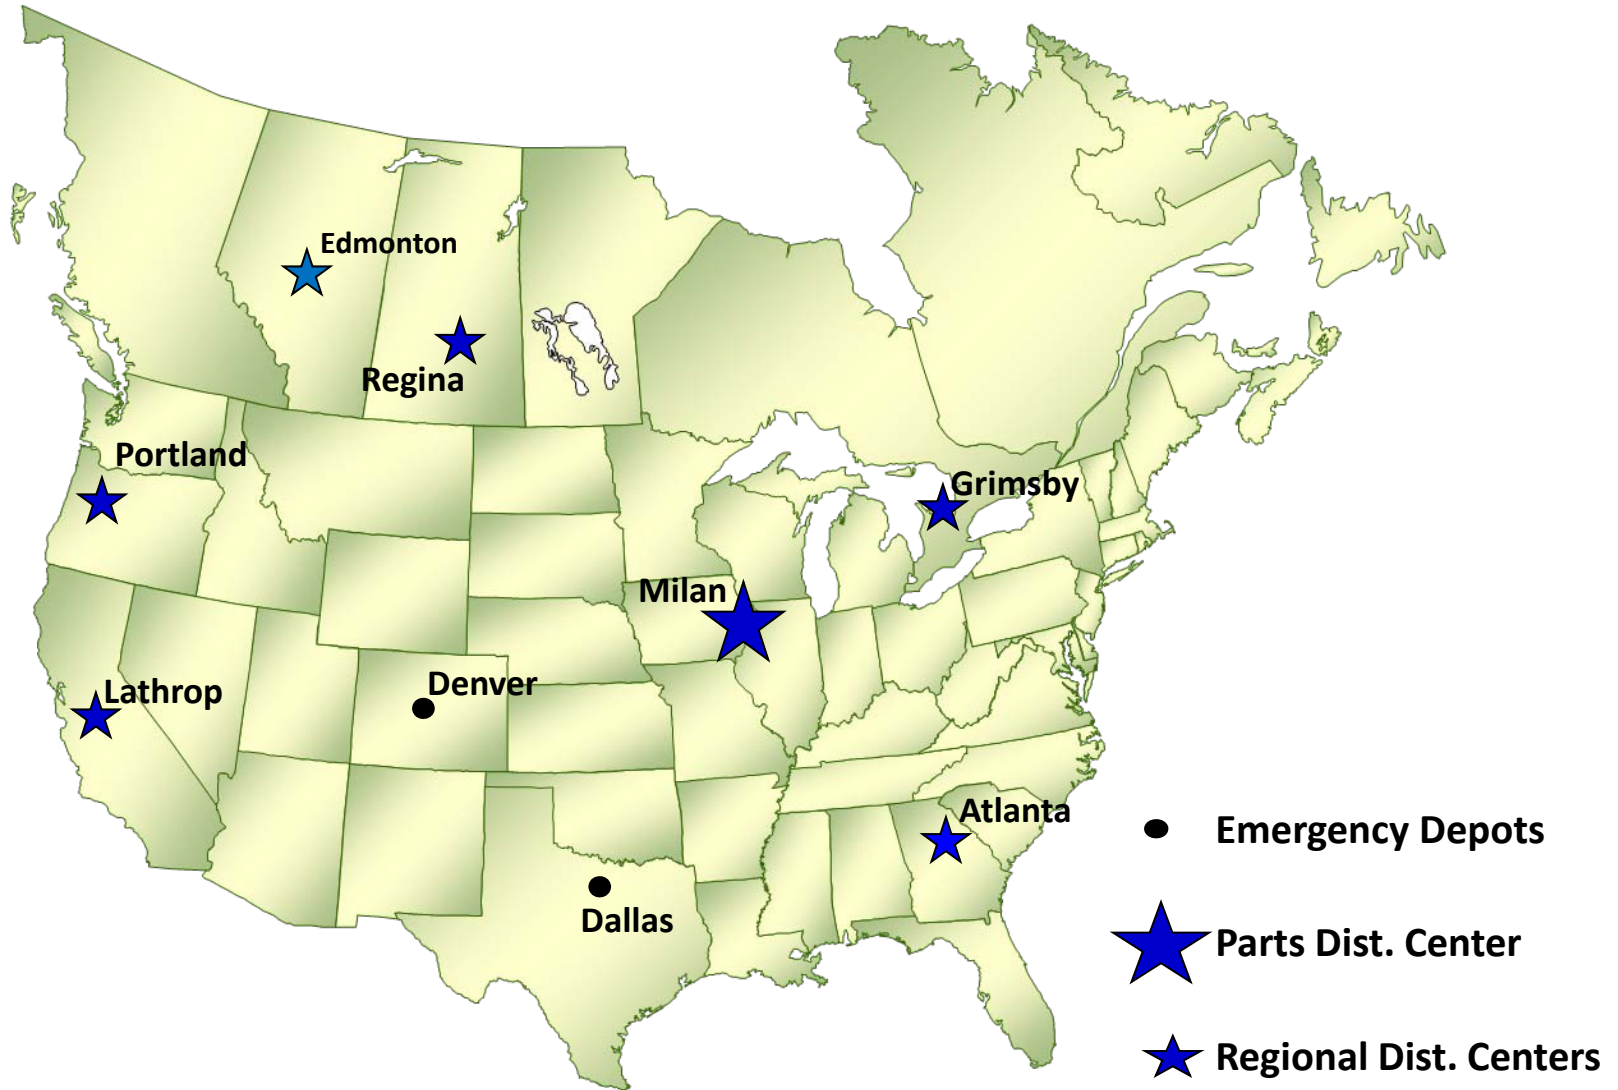 Edmonton
Regina
Portland
Grimsby
Milan
Denver
Lathrop
Atlanta
Dallas
Emergency Depots
Parts Dist. Center
Regional Dist. Centers